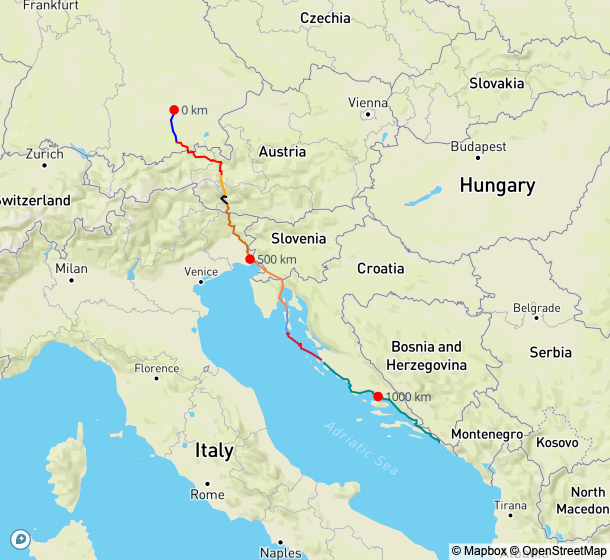 Frankfurt
Czechia
Slovakia
0 km
Vienna
Budapest
Zurich
Austria
Hungary
Switzerland
Slovenia
500 km
Milan
Venice
Croatia
Belgrade
Bosnia and
Herzegovina
Serbia
Florence
1000 km
Adriatic Sea
Montenegro
Kosovo
Italy
Rome
North
Macedon
Tirana
Naples
© Mapbox © OpenStreetMap